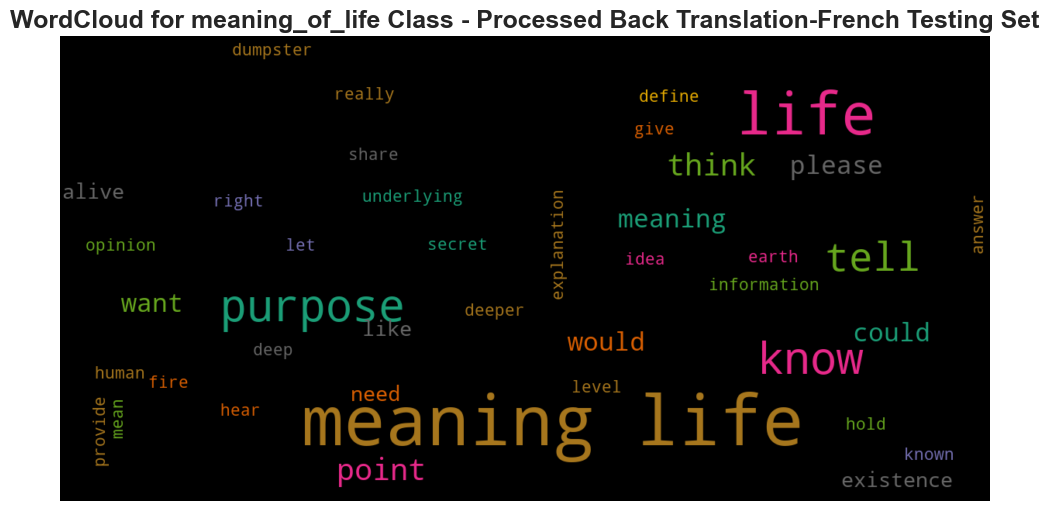 WordCloud for meaning_of_life Class - Processed Back Translation-French Testing Set
dumpster
really
define
life
give
share
think
please
alive
right
underlying
explanation
meaning
answer
opinion
let
secret
idea
earth
tell
information
want
purpose
deeper
like
would
could
deep
know
human
fire
level
need
provide
mean
hear
meaning life
hold
point
known
existence